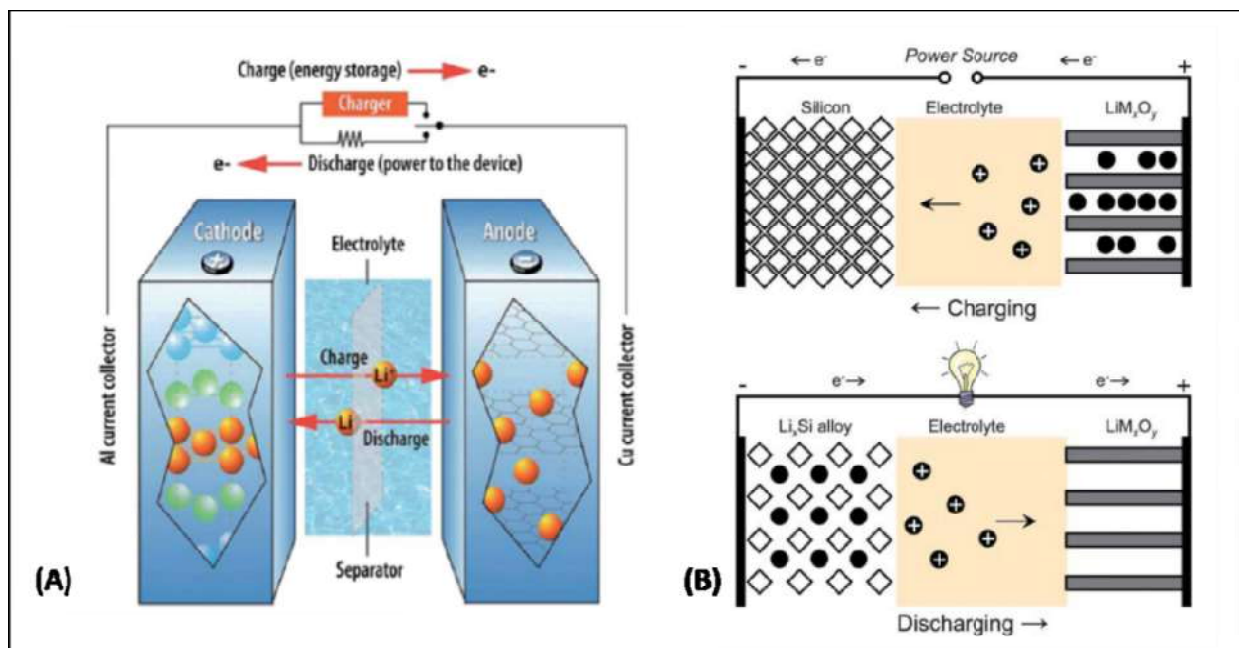 Charge (energy storage) e-
Charger
e- Discharge (power to the device)
Cathode
+
Anode
-
Electrolyte
Al current collector
Charge
Li+
Li
Discharge
Cu current collector
Separator
(A)
Power Source
- ← e- ← e- +
Silicon Electrolyte LiMxOy
+ + + + +
← Charging
- e-→ e-→ +
LixSi alloy Electrolyte LiMxOy
+ + + + +
Discharging →
(B)